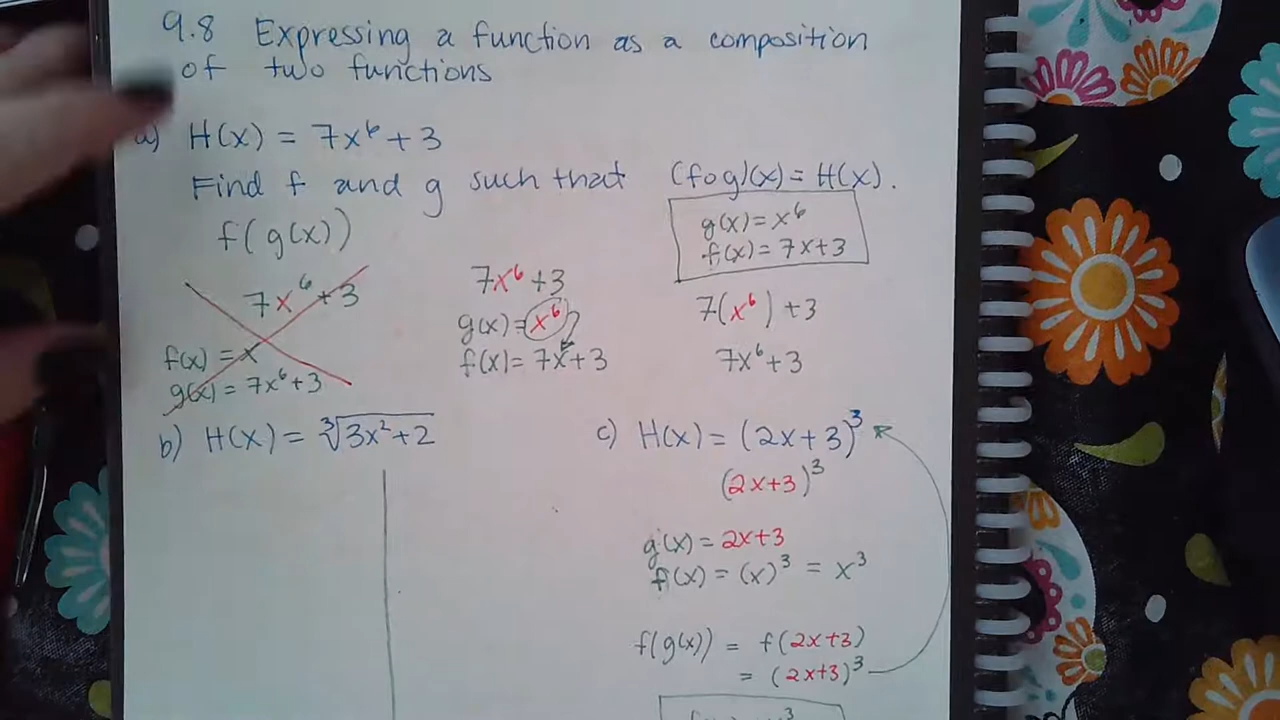 9.8 Expressing a function as a composition
of two functions
a) H(x) = 7x⁶ + 3
Find f and g such that (f∘g)(x) = H(x).
f(g(x))
7x⁶ + 3
f(x) = x
g(x) = 7x⁶ + 3
7x⁶ + 3
g(x) = x⁶
f(x) = 7x + 3
g(x) = x⁶
f(x) = 7x + 3
7(x⁶) + 3
7x⁶ + 3
b) H(x) = ∛(3x² + 2)
c) H(x) = (2x + 3)³
(2x + 3)³
g(x) = 2x + 3
f(x) = (x)³ = x³
f(g(x)) = f(2x + 3)
= (2x + 3)³